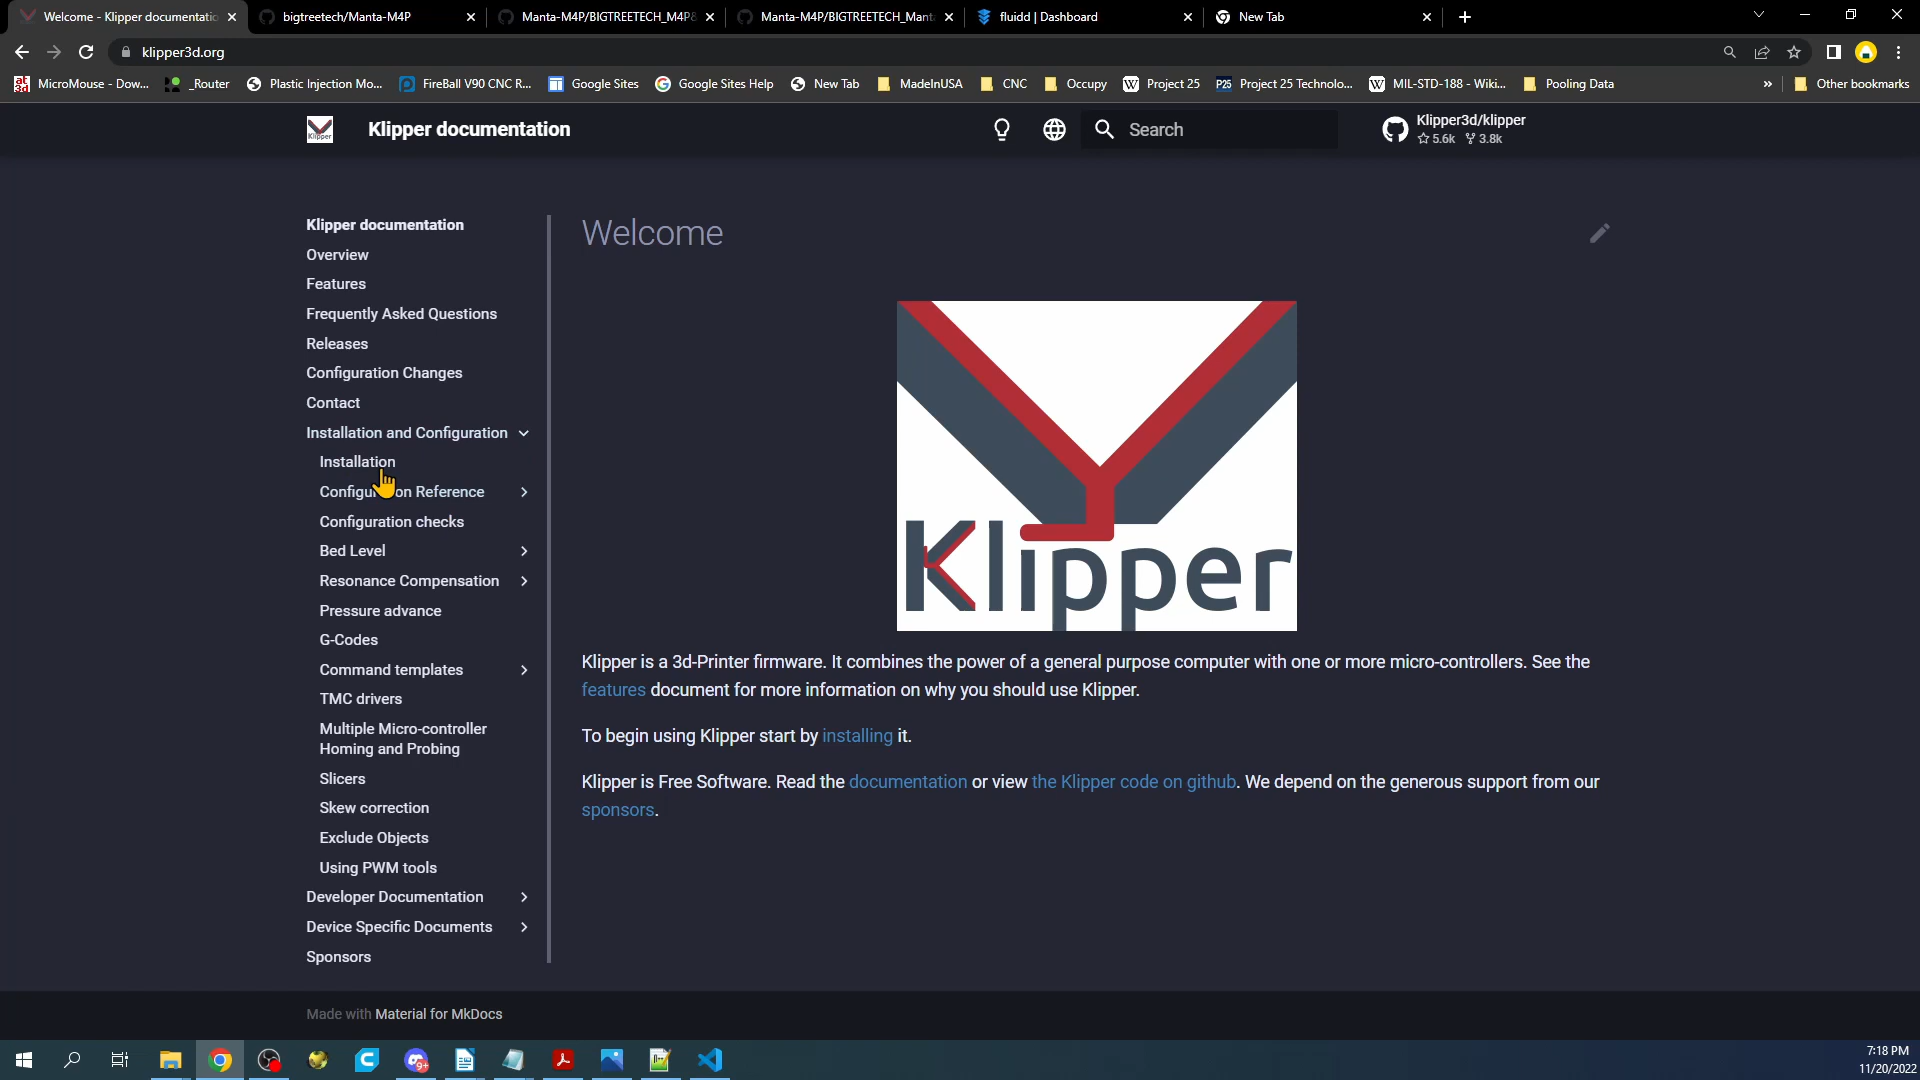 Welcome - Klipper documentatio
bigtreetech/Manta-M4P
Manta-M4P/BIGTREETECH_M4P&
Manta-M4P/BIGTREETECH_Mant
fluidd | Dashboard
New Tab
klipper3d.org
MicroMouse - Dow...
_Router
Plastic Injection Mo...
FireBall V90 CNC R...
Google Sites
Google Sites Help
New Tab
MadeInUSA
CNC
Occupy
Project 25
Project 25 Technolo...
MIL-STD-188 - Wiki...
Pooling Data
»
Other bookmarks
Klipper
Klipper documentation
Search
Klipper3d/klipper
5.6k 3.8k
Klipper documentation
Overview
Features
Frequently Asked Questions
Releases
Configuration Changes
Contact
Installation and Configuration
Installation
Reference
Configuration checks
Bed Level
Resonance Compensation
Pressure advance
G-Codes
Command templates
TMC drivers
Multiple Micro-controller
Homing and Probing
Slicers
Skew correction
Exclude Objects
Using PWM tools
Developer Documentation
Device Specific Documents
Sponsors
Welcome
Klipper
Klipper is a 3d-Printer firmware. It combines the power of a general purpose computer with one or more micro-controllers. See the
features document for more information on why you should use Klipper.
To begin using Klipper start by installing it.
Klipper is Free Software. Read the documentation or view the Klipper code on github. We depend on the generous support from our
sponsors.
Made with Material for MkDocs
7:18 PM
11/20/2022